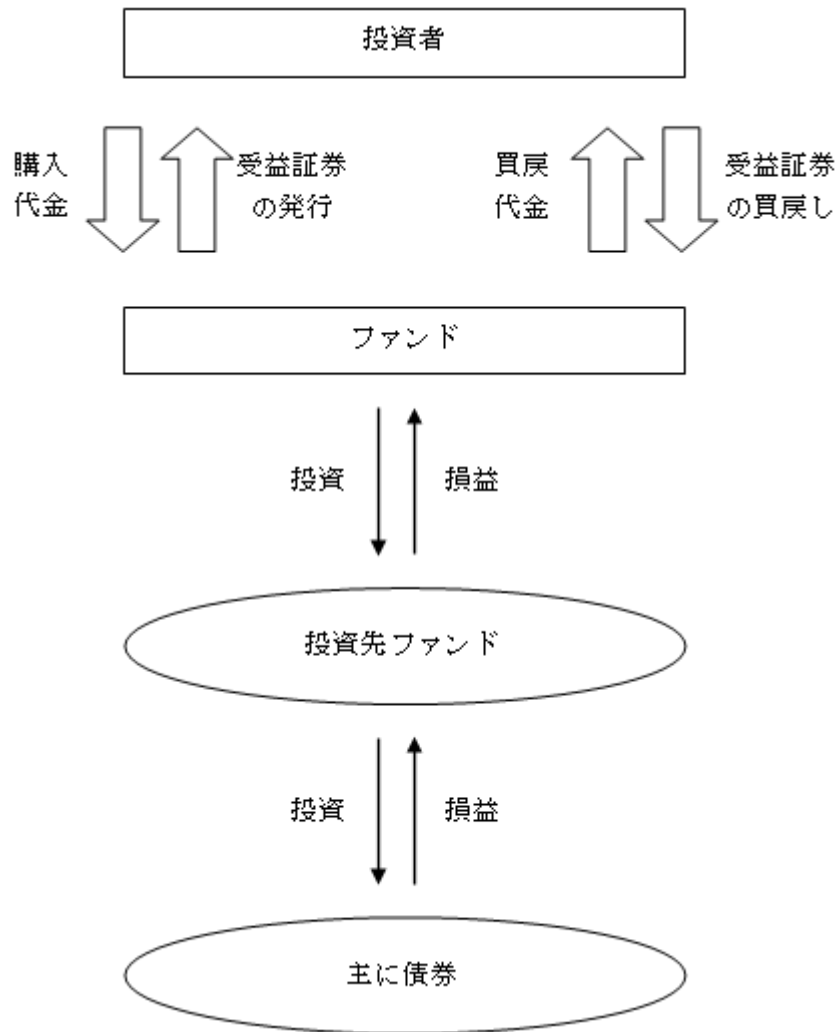 投資者
購入
代金
受益証券
の発行
買戻
代金
受益証券
の買戻し
ファンド
投資
損益
投資先ファンド
投資
損益
主に債券